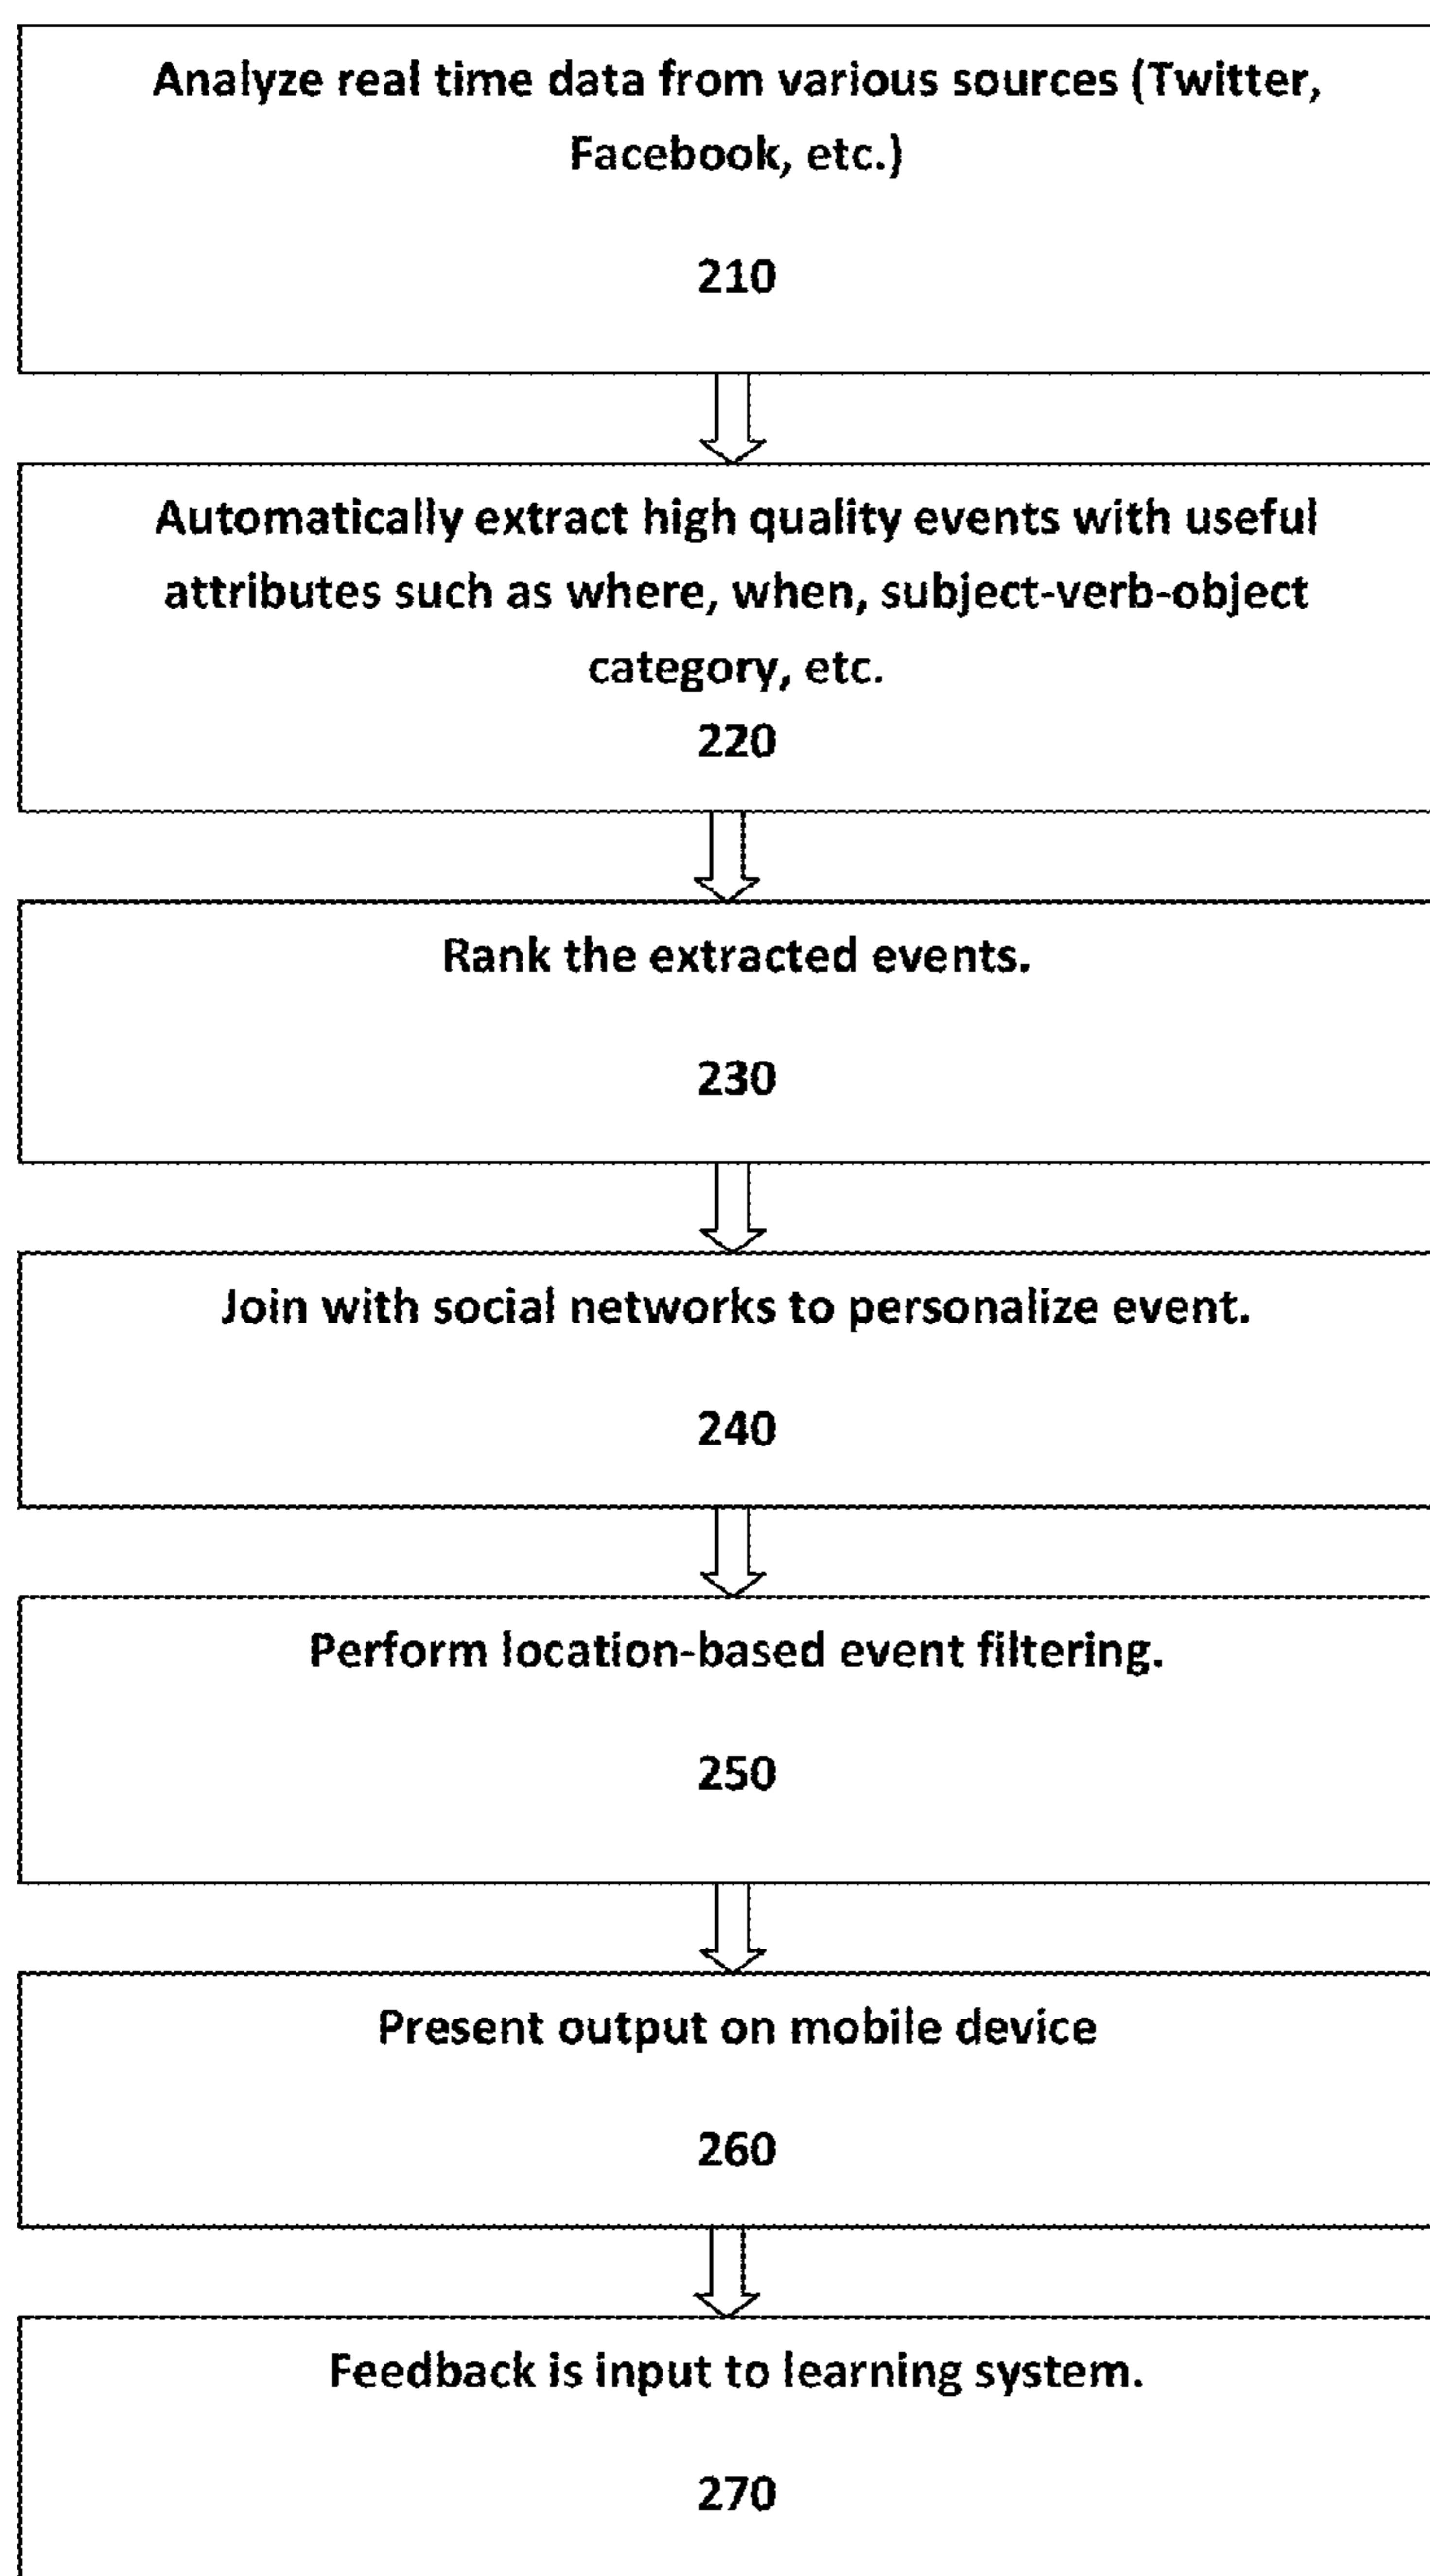 Analyze real time data from various sources (Twitter,
Facebook, etc.)
210
Automatically extract high quality events with useful
attributes such as where, when, subject-verb-object
category, etc.
220
Rank the extracted events.
230
Join with social networks to personalize event.
240
Perform location-based event filtering.
250
Present output on mobile device
260
Feedback is input to learning system.
270